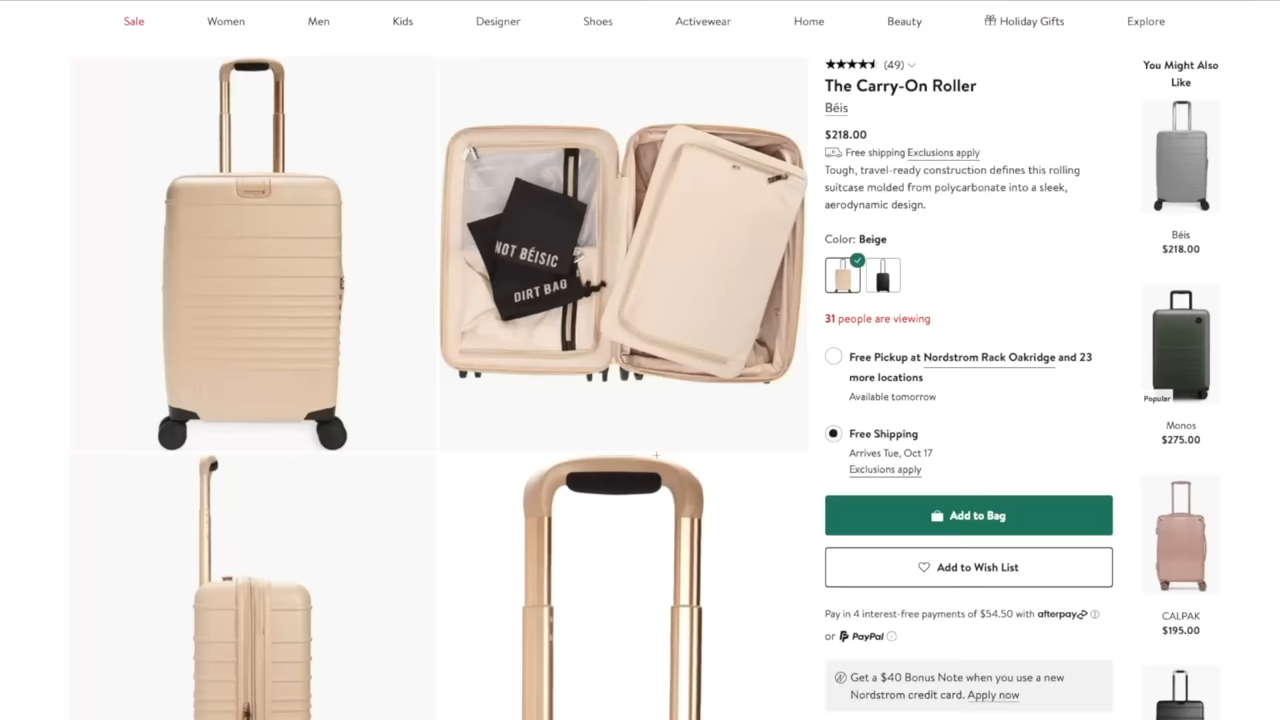 Sale Women Men Kids Designer Shoes Activewear Home Beauty Holiday Gifts Explore
NOT BÉISIC
DIRT BAG
(49)
The Carry-On Roller
Béis
$218.00
Free shipping Exclusions apply
Tough, travel-ready construction defines this rolling
suitcase molded from polycarbonate into a sleek,
aerodynamic design.
Color: Beige
31 people are viewing
Free Pickup at Nordstrom Rack Oakridge and 23
more locations
Available tomorrow
Free Shipping
Arrives Tue, Oct 17
Exclusions apply
Add to Bag
Add to Wish List
Pay in 4 interest-free payments of $54.50 with afterpay
or PayPal
Get a $40 Bonus Note when you use a new
Nordstrom credit card. Apply now
You Might Also
Like
Béis
$218.00
Popular
Monos
$275.00
CALPAK
$195.00